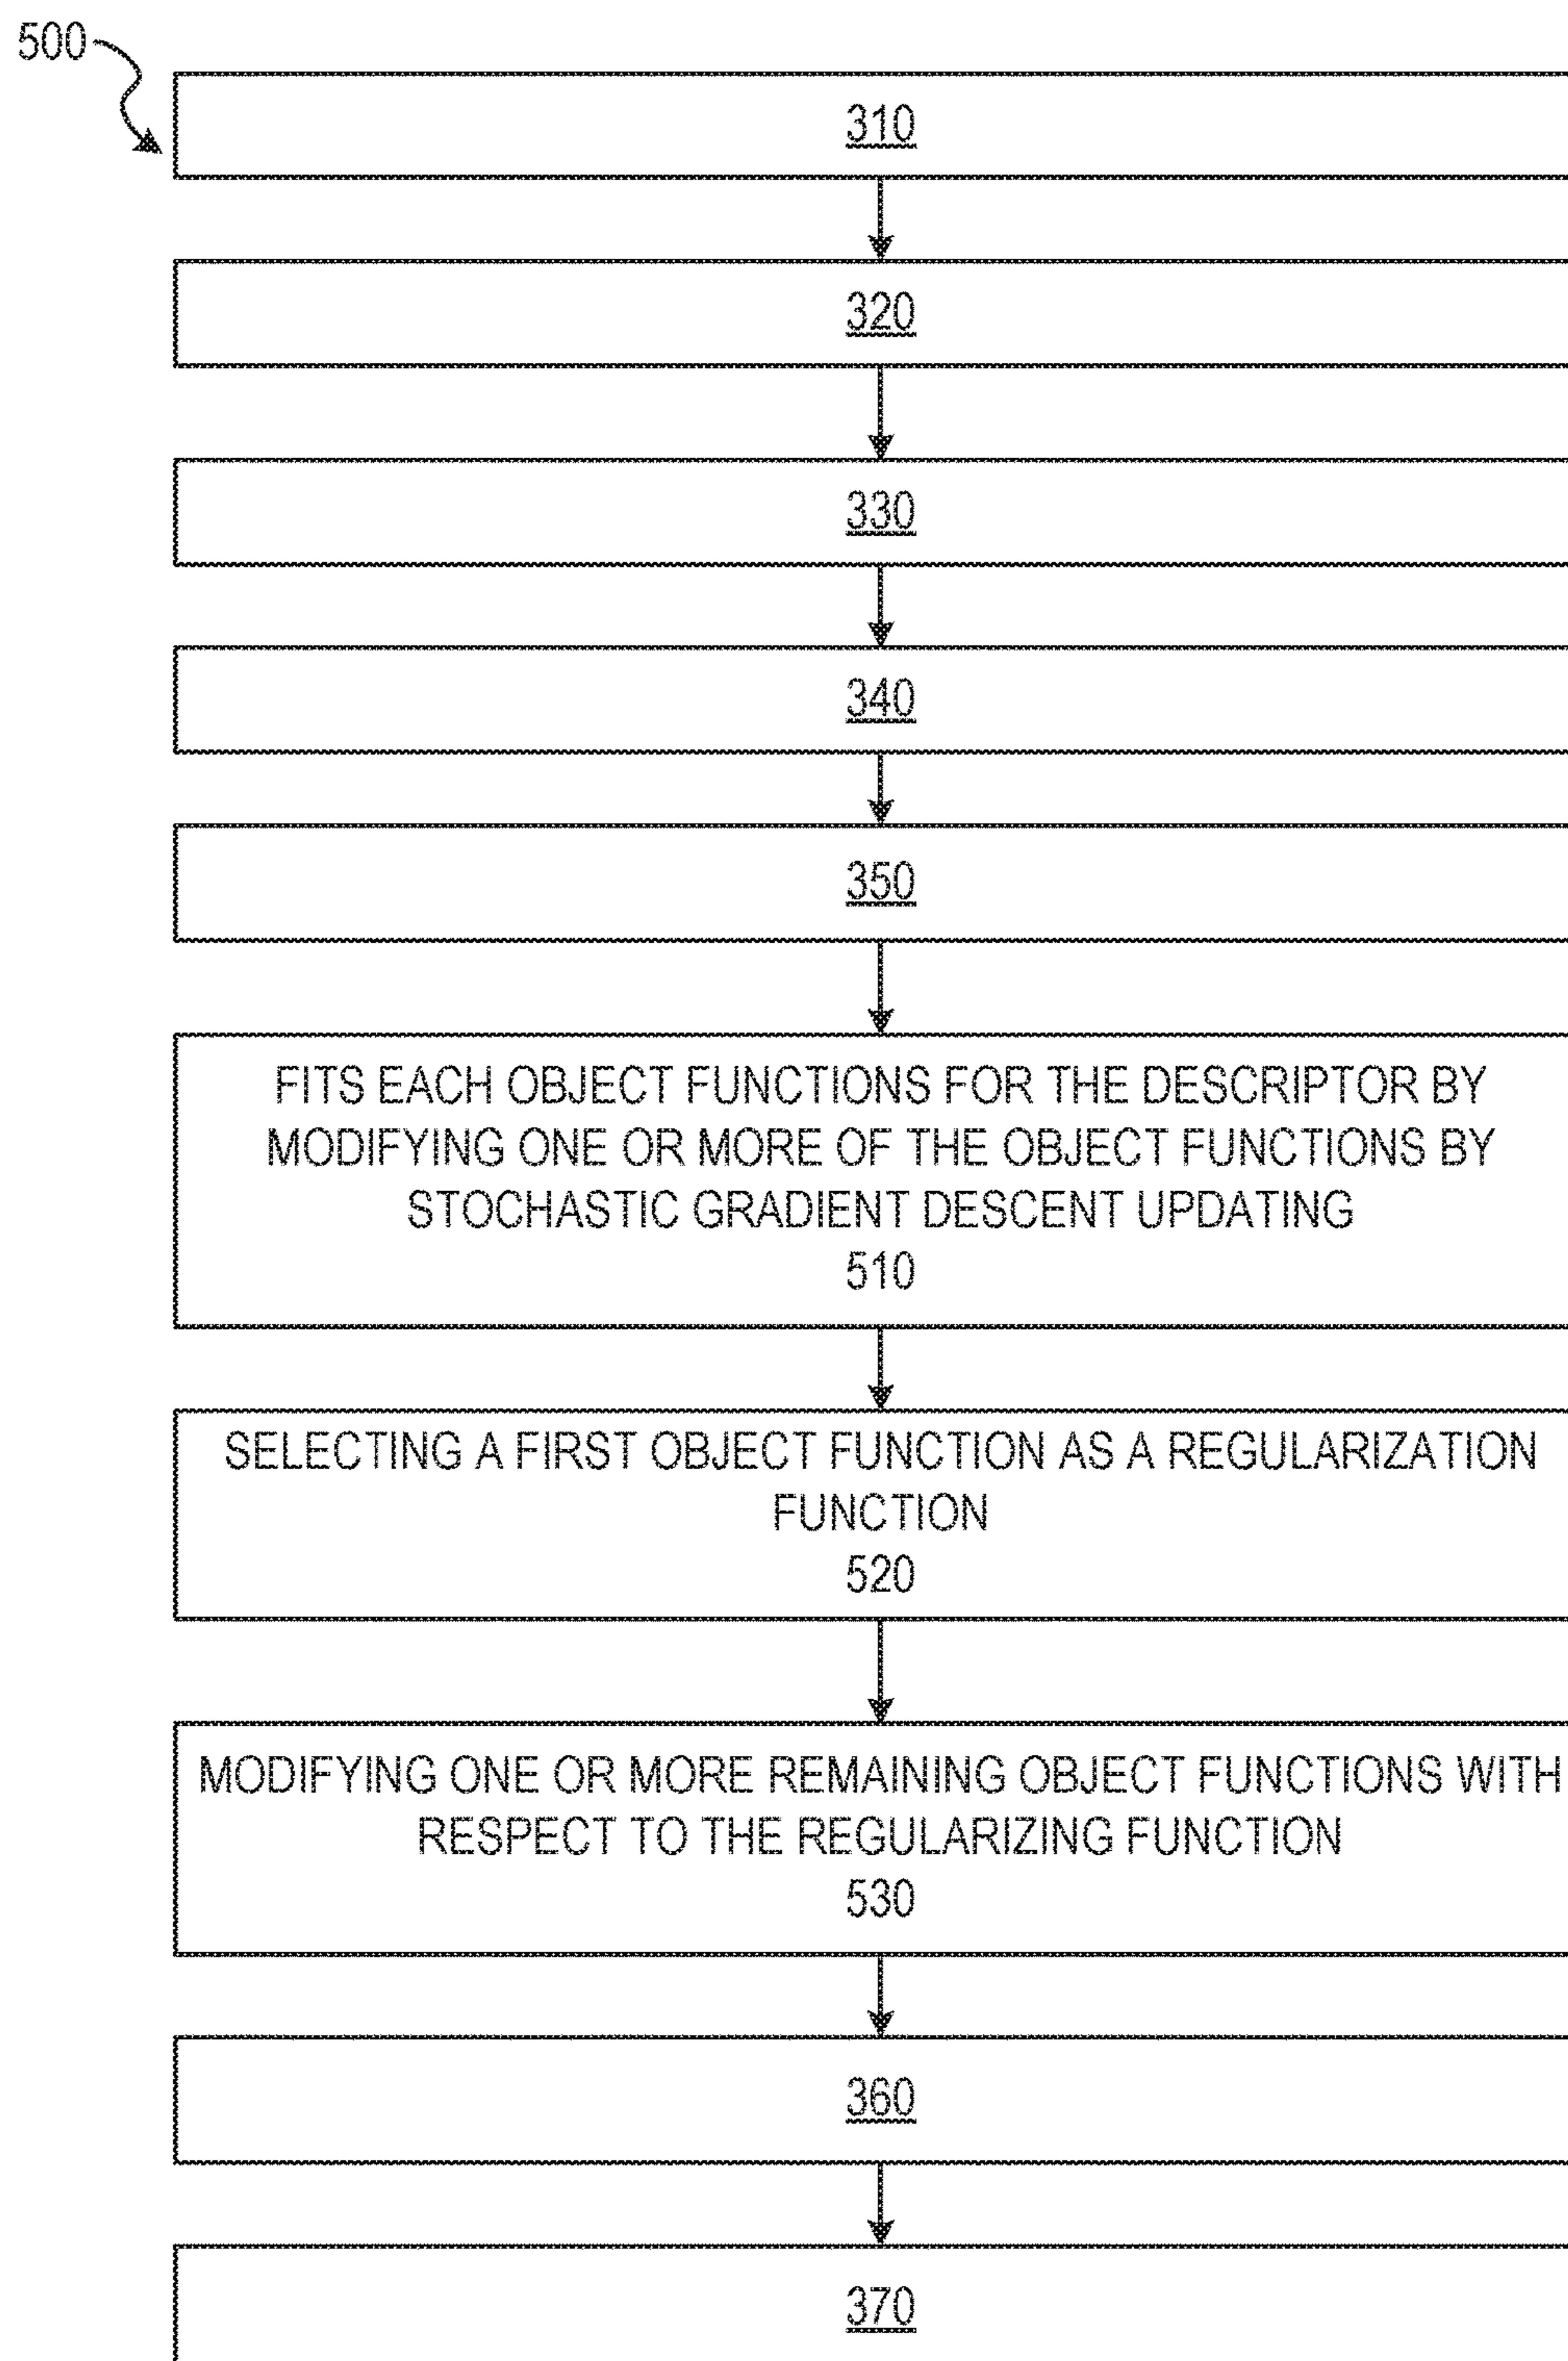 500
310
320
330
340
350
FITS EACH OBJECT FUNCTIONS FOR THE DESCRIPTOR BY
MODIFYING ONE OR MORE OF THE OBJECT FUNCTIONS BY
STOCHASTIC GRADIENT DESCENT UPDATING
510
SELECTING A FIRST OBJECT FUNCTION AS A REGULARIZATION
FUNCTION
520
MODIFYING ONE OR MORE REMAINING OBJECT FUNCTIONS WITH
RESPECT TO THE REGULARIZING FUNCTION
530
360
370